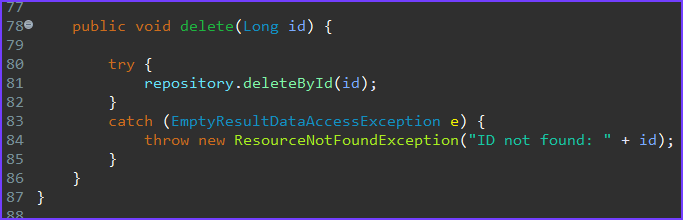 77
78 public void delete(Long id) {
79
80 try {
81 repository.deleteById(id);
82 }
83 catch (EmptyResultDataAccessException e) {
84 throw new ResourceNotFoundException("ID not found: " + id);
85 }
86 }
87 }
88